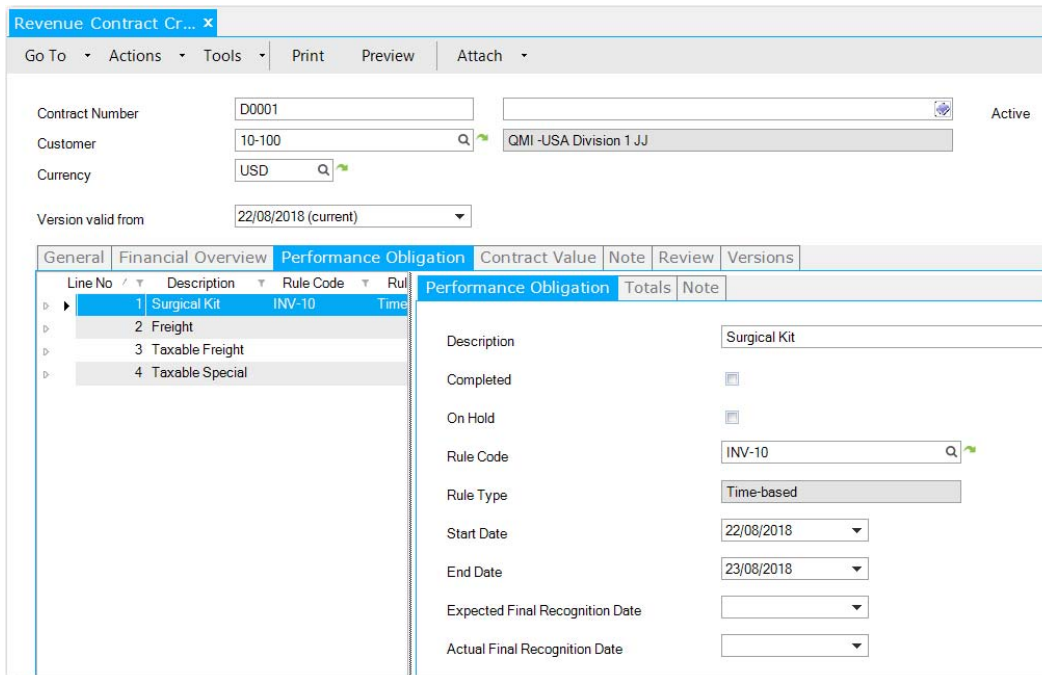 Revenue Contract Cr... x
Go To Actions Tools Print Preview Attach
Contract Number D0001 Active
Customer 10-100 QMI -USA Division 1 JJ
Currency USD
Version valid from 22/08/2018 (current)
General Financial Overview Performance Obligation Contract Value Note Review Versions
Line No Description Rule Code Rul
1 Surgical Kit INV-10 Time
2 Freight
3 Taxable Freight
4 Taxable Special
Performance Obligation Totals Note
Description Surgical Kit
Completed
On Hold
Rule Code INV-10
Rule Type Time-based
Start Date 22/08/2018
End Date 23/08/2018
Expected Final Recognition Date
Actual Final Recognition Date